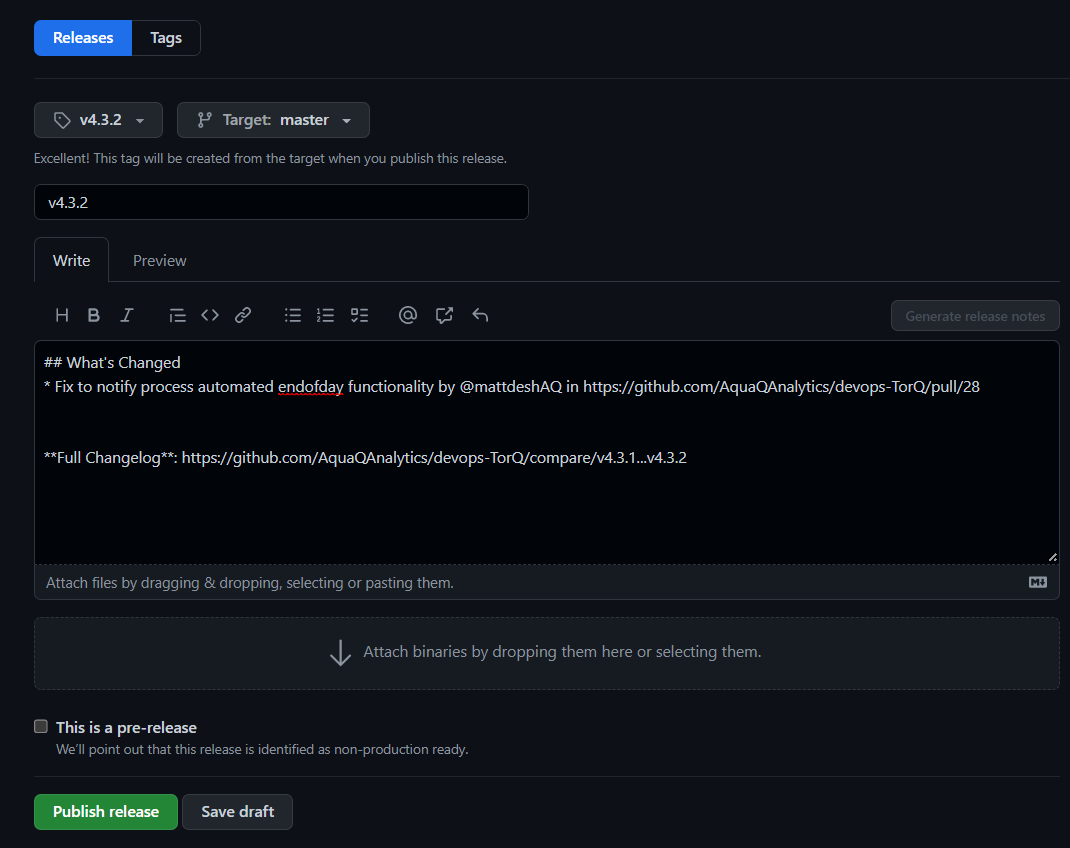 Releases Tags
v4.3.2 Target: master
Excellent! This tag will be created from the target when you publish this release.
v4.3.2
Write Preview
Generate release notes
## What's Changed
* Fix to notify process automated endofday functionality by @mattdeshAQ in https://github.com/AquaQAnalytics/devops-TorQ/pull/28
**Full Changelog**: https://github.com/AquaQAnalytics/devops-TorQ/compare/v4.3.1...v4.3.2
Attach files by dragging & dropping, selecting or pasting them.
Attach binaries by dropping them here or selecting them.
This is a pre-release
We'll point out that this release is identified as non-production ready.
Publish release Save draft